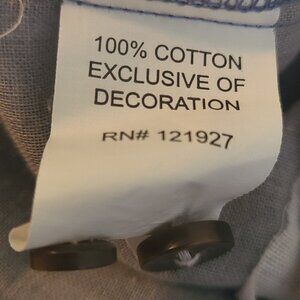 100% COTTON
EXCLUSIVE OF
DECORATION
RN# 121927